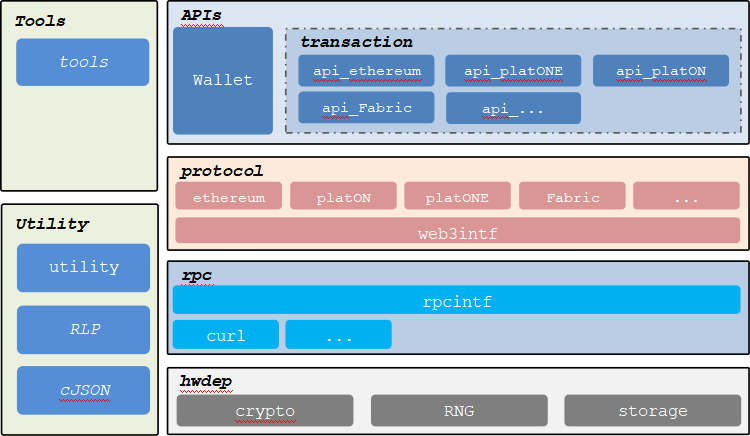 Tools
tools
Utility
utility
RLP
cJSON
APIs
Wallet
transaction
api_ethereum api_platONE api_platON
api_Fabric api_...
protocol
ethereum platON platONE Fabric ...
web3intf
rpc
rpcintf
curl ...
hwdep
crypto RNG storage